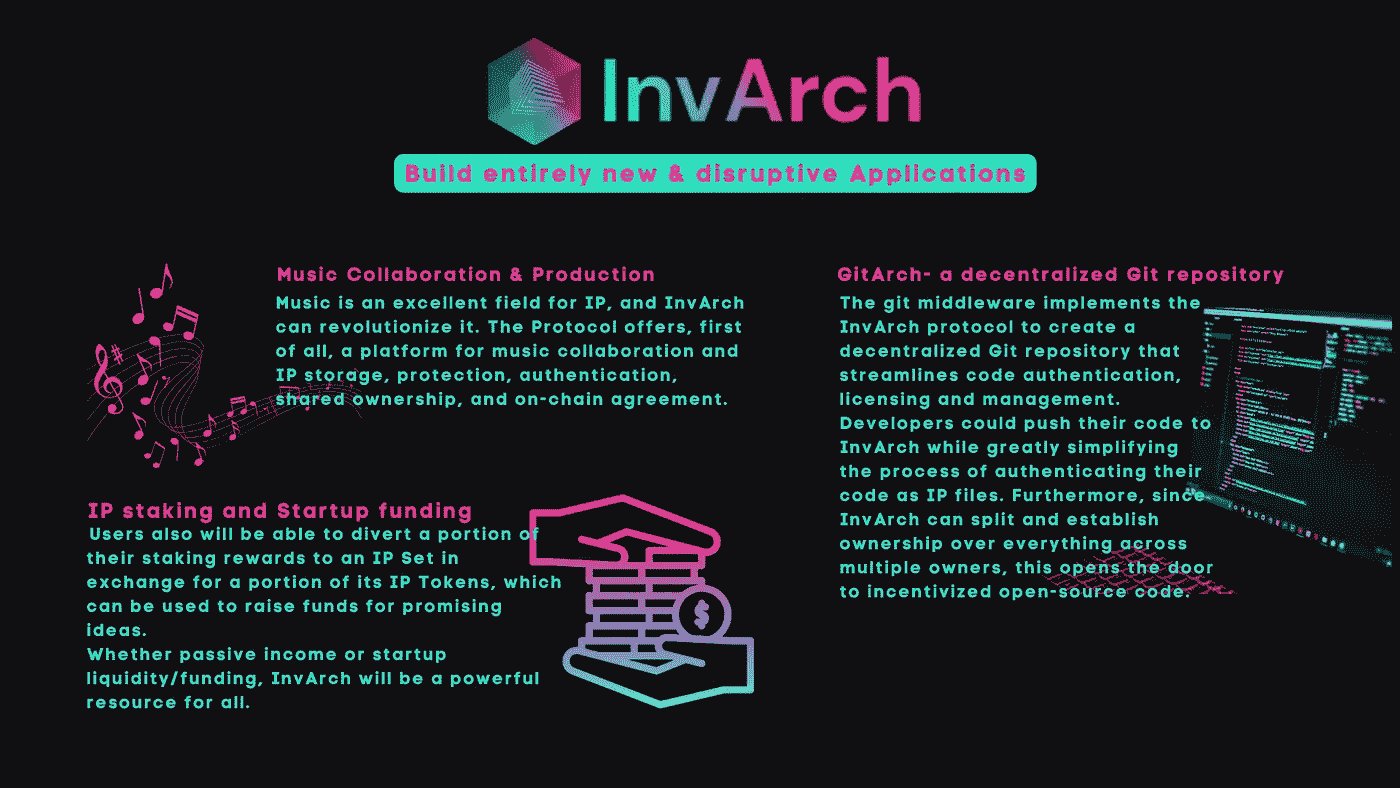 InvArch
Build entirely new & disruptive Applications
Music Collaboration & Production
Music is an excellent field for IP, and InvArch
can revolutionize it. The Protocol offers, first
of all, a platform for music collaboration and
IP storage, protection, authentication,
shared ownership, and on-chain agreement.
IP staking and Startup funding
Users also will be able to divert a portion of
their staking rewards to an IP Set in
exchange for a portion of its IP Tokens, which
can be used to raise funds for promising
ideas.
Whether passive income or startup
liquidity/funding, InvArch will be a powerful
resource for all.
$
GitArch- a decentralized Git repository
The git middleware implements the
InvArch protocol to create a
decentralized Git repository that
streamlines code authentication,
licensing and management.
Developers could push their code to
InvArch while greatly simplifying
the process of authenticating their
code as IP files. Furthermore, since
InvArch can split and establish
ownership over everything across
multiple owners, this opens the door
to incentivized open-source code.